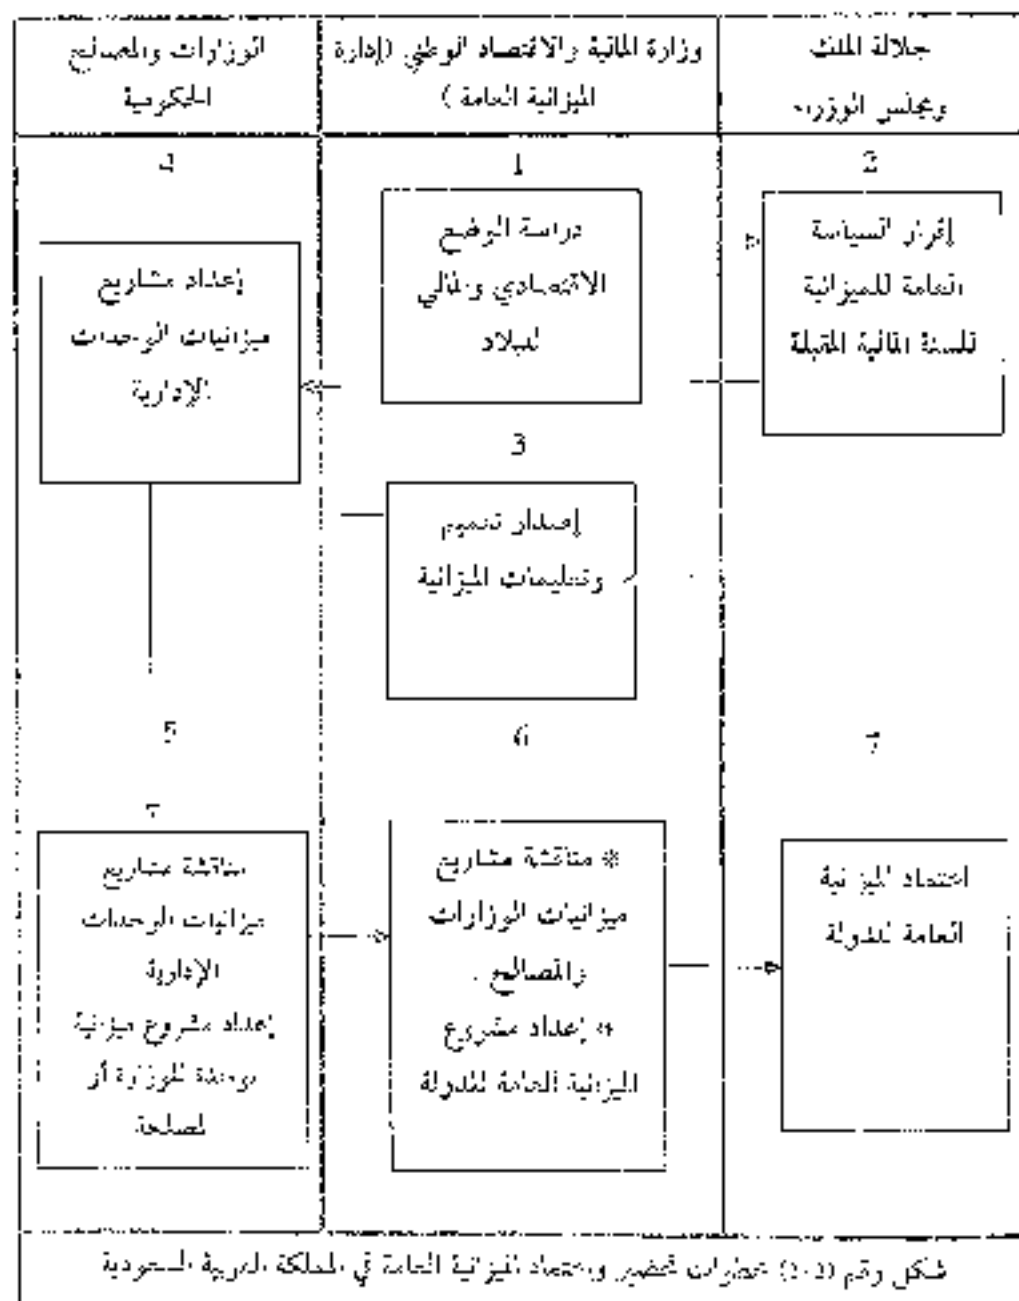 جلالة الملك
ومجلس الوزراء
وزارة المالية والاقتصاد الوطني (إدارة
الميزانية العامة )
الوزارات والمصالح
الحكومية
1
دراسة الوضع
الاقتصادي والمالي
للبلاد
2
إقرار السياسة
العامة للميزانية
للسنة المالية المقبلة
3
إصدار تعميم
وتعليمات الميزانية
4
إعداد مشاريع
ميزانيات الوحدات
الإدارية
5
مناقشة مشاريع
ميزانيات الوحدات
الإدارية
إعداد مشروع ميزانية
موحدة للوزارة أو
المصلحة
6
* مناقشة مشاريع
ميزانيات الوزارات
والمصالح .
* إعداد مشروع
الميزانية العامة للدولة
7
اعتماد الميزانية
العامة للدولة
شكل رقم خطوات تحضير واعتماد الميزانية العامة في المملكة العربية السعودية